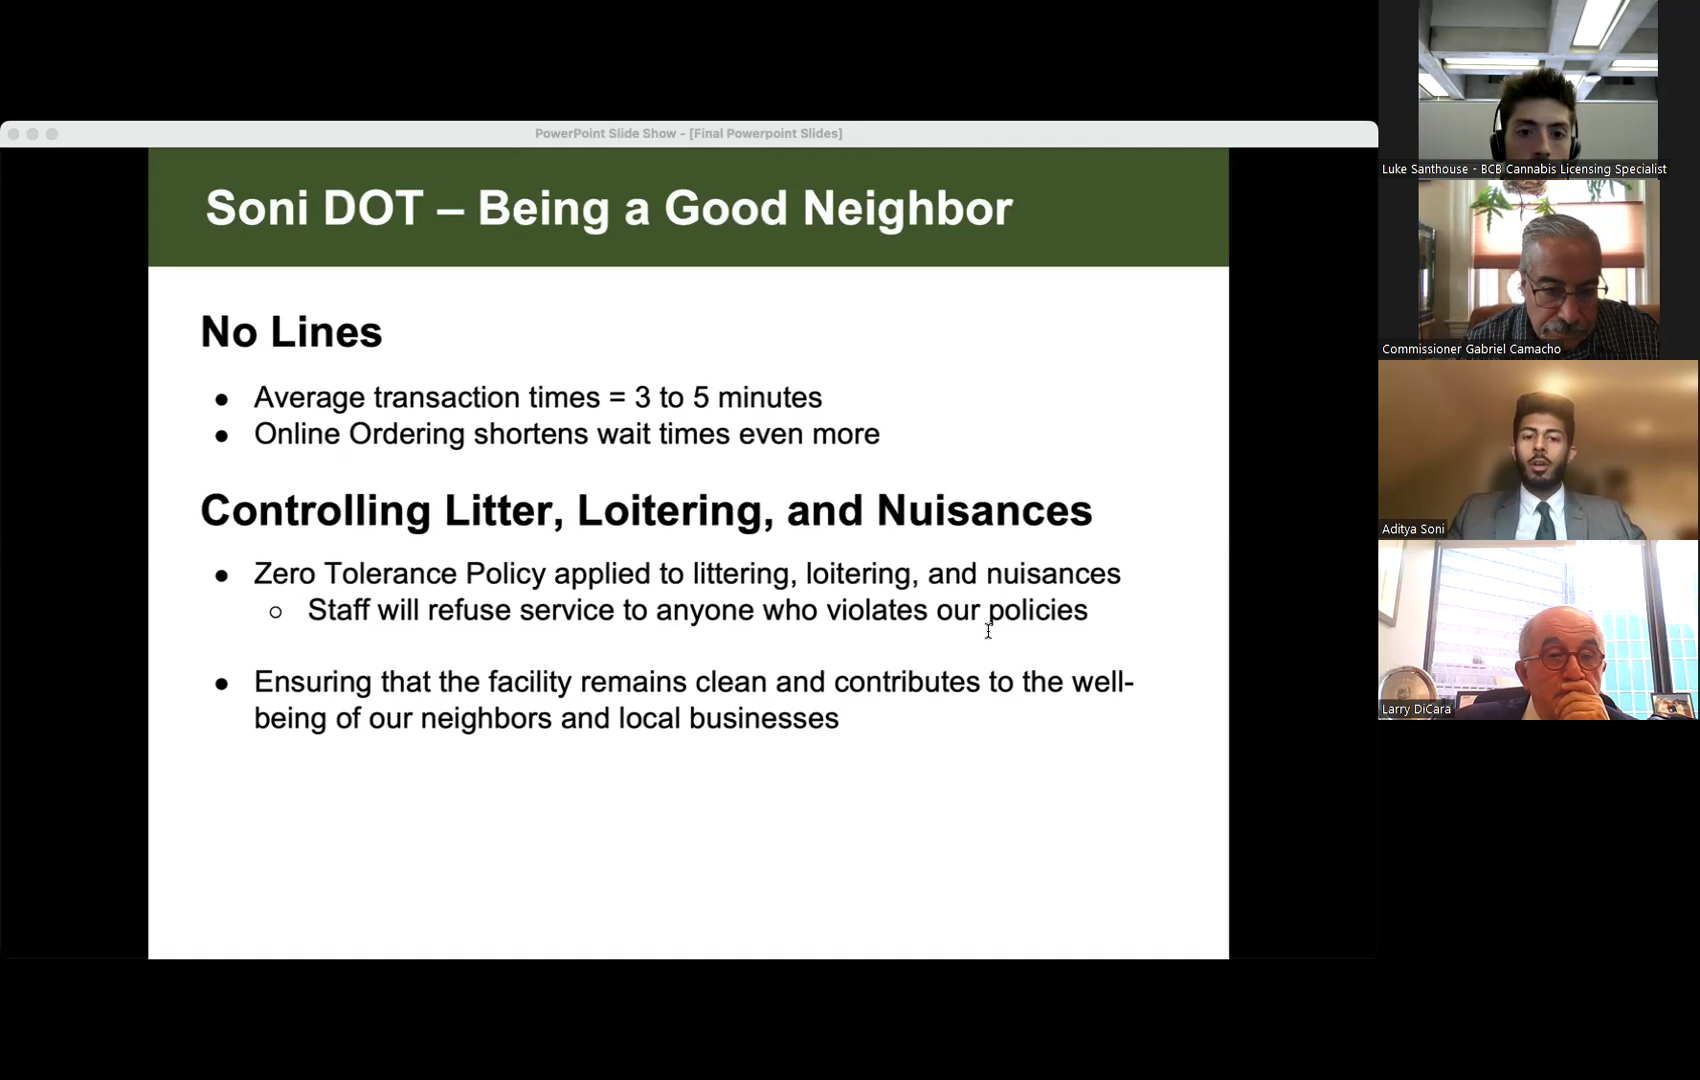 PowerPoint Slide Show - [Final Powerpoint Slides]
Soni DOT – Being a Good Neighbor
No Lines
● Average transaction times = 3 to 5 minutes
● Online Ordering shortens wait times even more
Controlling Litter, Loitering, and Nuisances
● Zero Tolerance Policy applied to littering, loitering, and nuisances
○ Staff will refuse service to anyone who violates our policies
● Ensuring that the facility remains clean and contributes to the well-
being of our neighbors and local businesses
Luke Santhouse - BCB Cannabis Licensing Specialist
Commissioner Gabriel Camacho
Aditya Soni
Larry DiCara